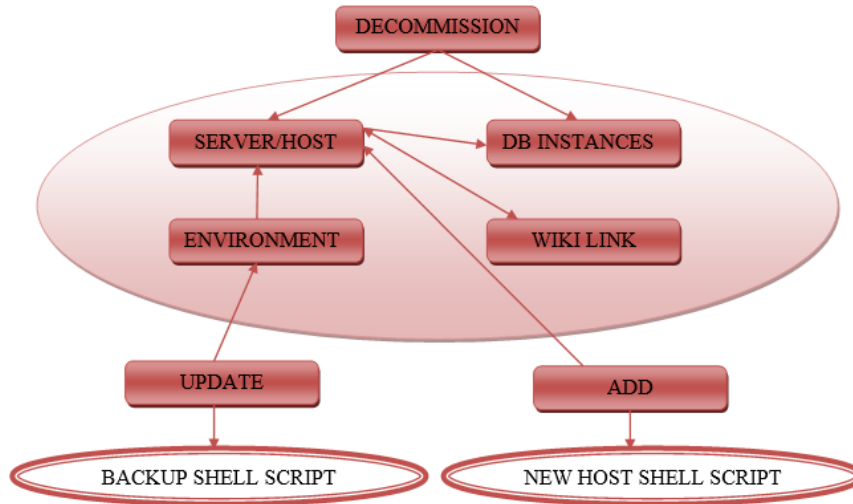 DECOMMISSION
SERVER/HOST
DB INSTANCES
ENVIRONMENT
WIKI LINK
UPDATE
ADD
BACKUP SHELL SCRIPT
NEW HOST SHELL SCRIPT